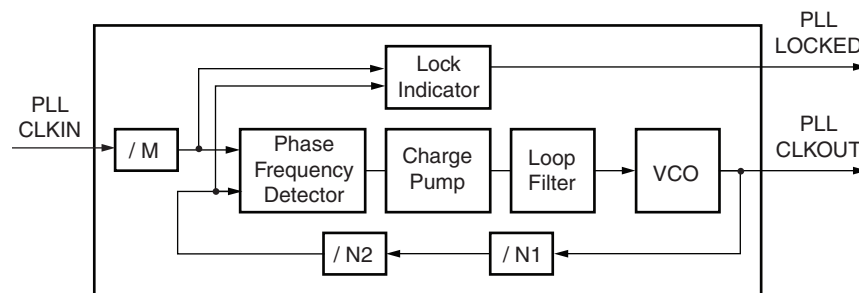 PLL
LOCKED
Lock
Indicator
PLL
CLKIN
/ M
Phase
Frequency
Detector
Charge
Pump
Loop
Filter
VCO
PLL
CLKOUT
/ N2
/ N1